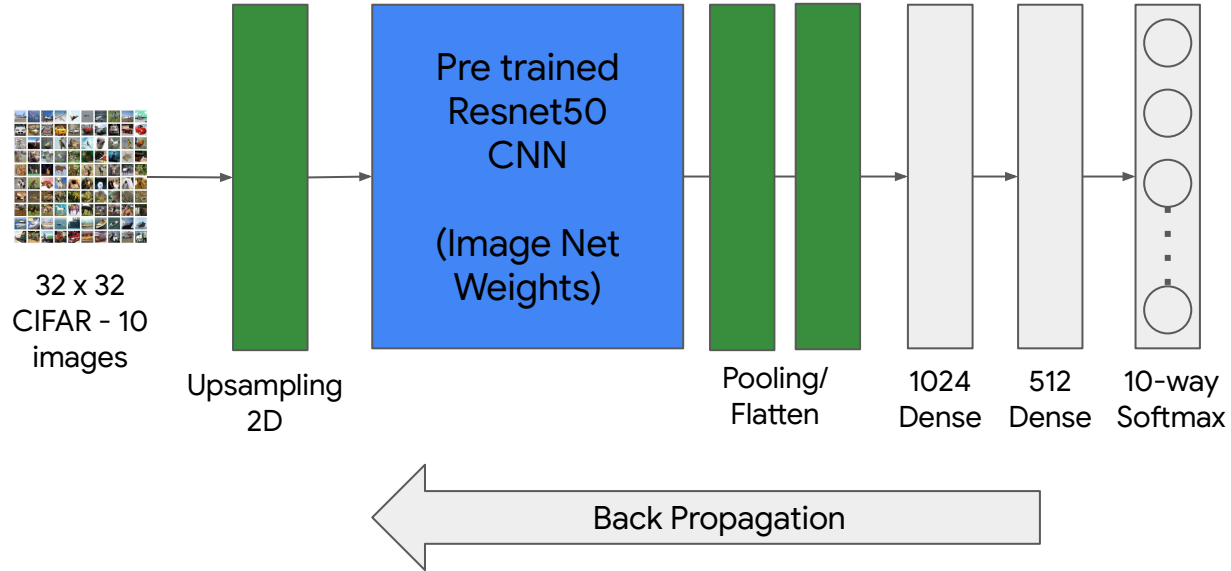 Pre trained
Resnet50
CNN
(Image Net
Weights)
32 x 32
CIFAR - 10
images
Upsampling
2D
Pooling/
Flatten
1024
Dense
512
Dense
10-way
Softmax
Back Propagation